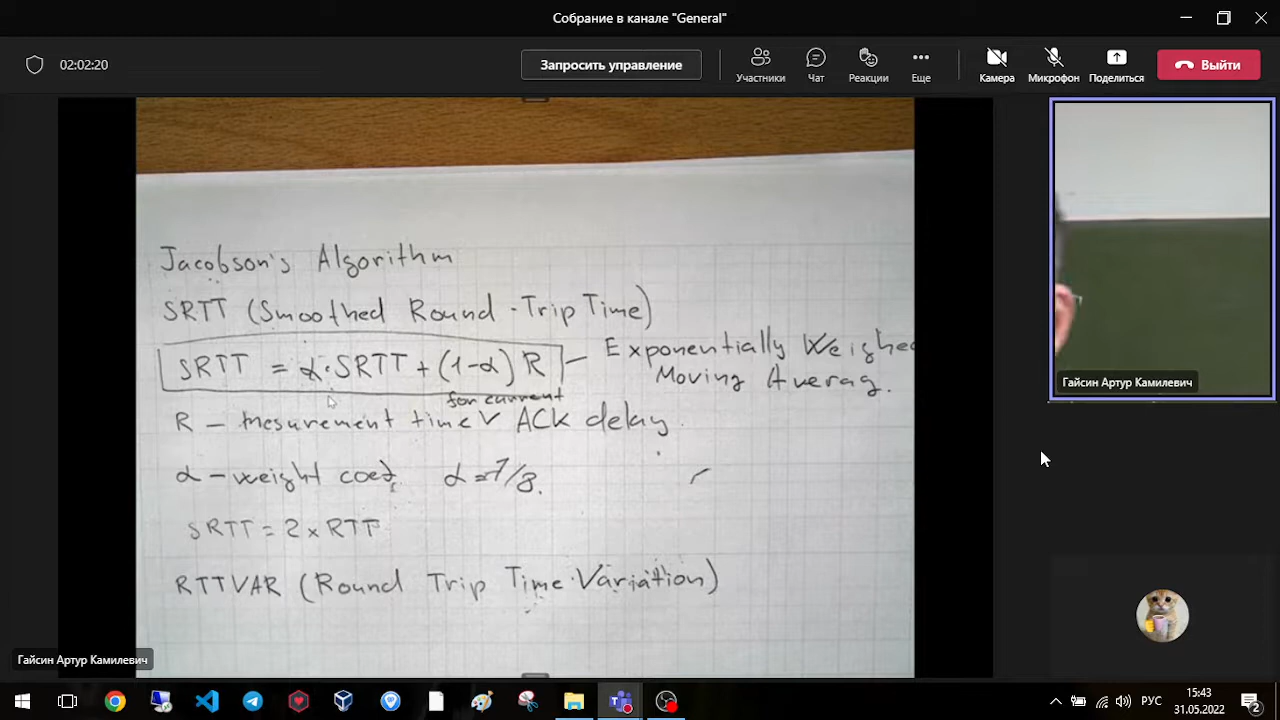 Собрание в канале "General"
02:02:20
Запросить управление
Участники
Чат
Реакции
Еще
Камера
Микрофон
Поделиться
Выйти
Jacobson's Algorithm
SRTT (Smoothed Round-Trip Time)
SRTT = α·SRTT + (1-α) R – Exponentially Weighed
Moving Averag.
for current
R – mesurement time V ACK delay.
α – weight coef. α = 7/8.
SRTT = 2 x RTT
RTTVAR (Round Trip Time Variation)
Гайсин Артур Камилевич
Гайсин Артур Камилевич
РУС
15:43
31.05.2022
2